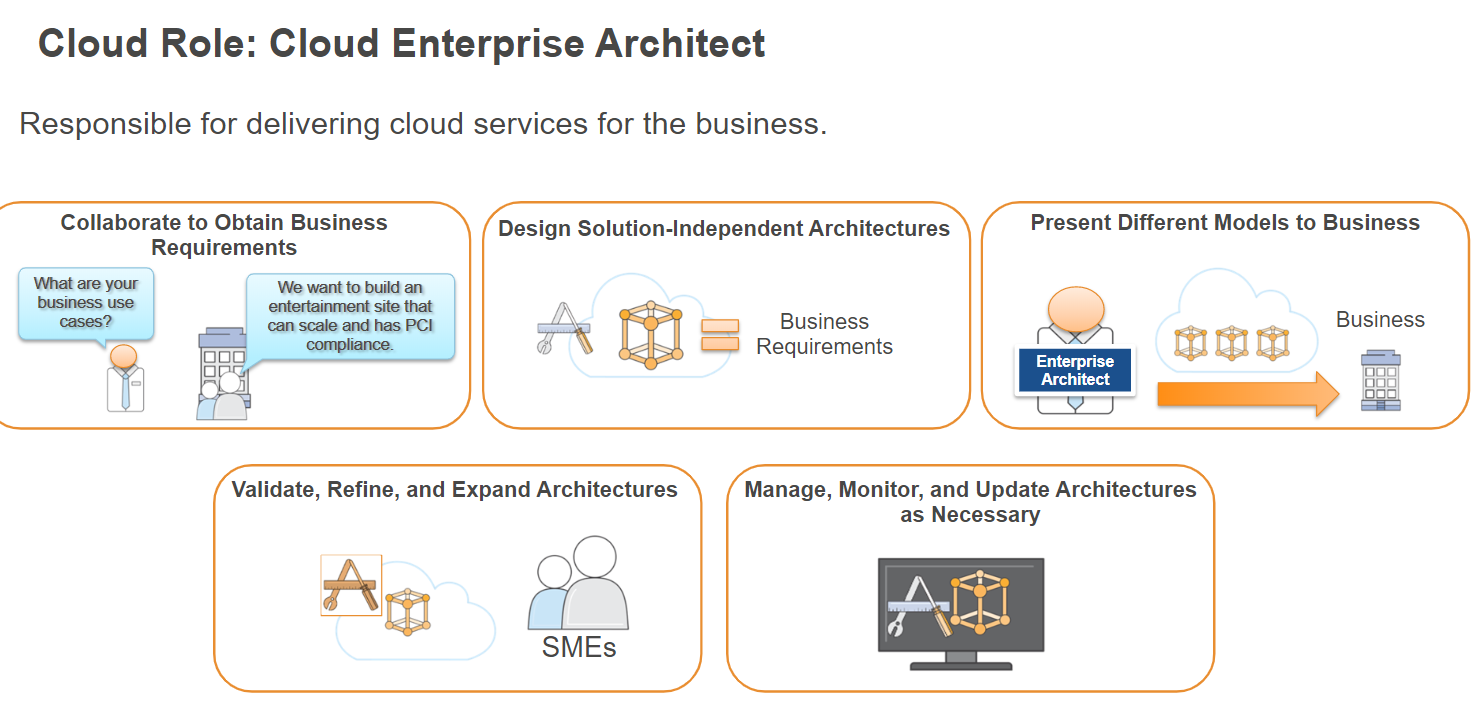 Cloud Role: Cloud Enterprise Architect
Responsible for delivering cloud services for the business.
Collaborate to Obtain Business
Requirements
What are your
business use
cases?
We want to build an
entertainment site that
can scale and has PCI
compliance.
Design Solution-Independent Architectures
Business
Requirements
Present Different Models to Business
Enterprise
Architect
Business
Validate, Refine, and Expand Architectures
SMEs
Manage, Monitor, and Update Architectures
as Necessary